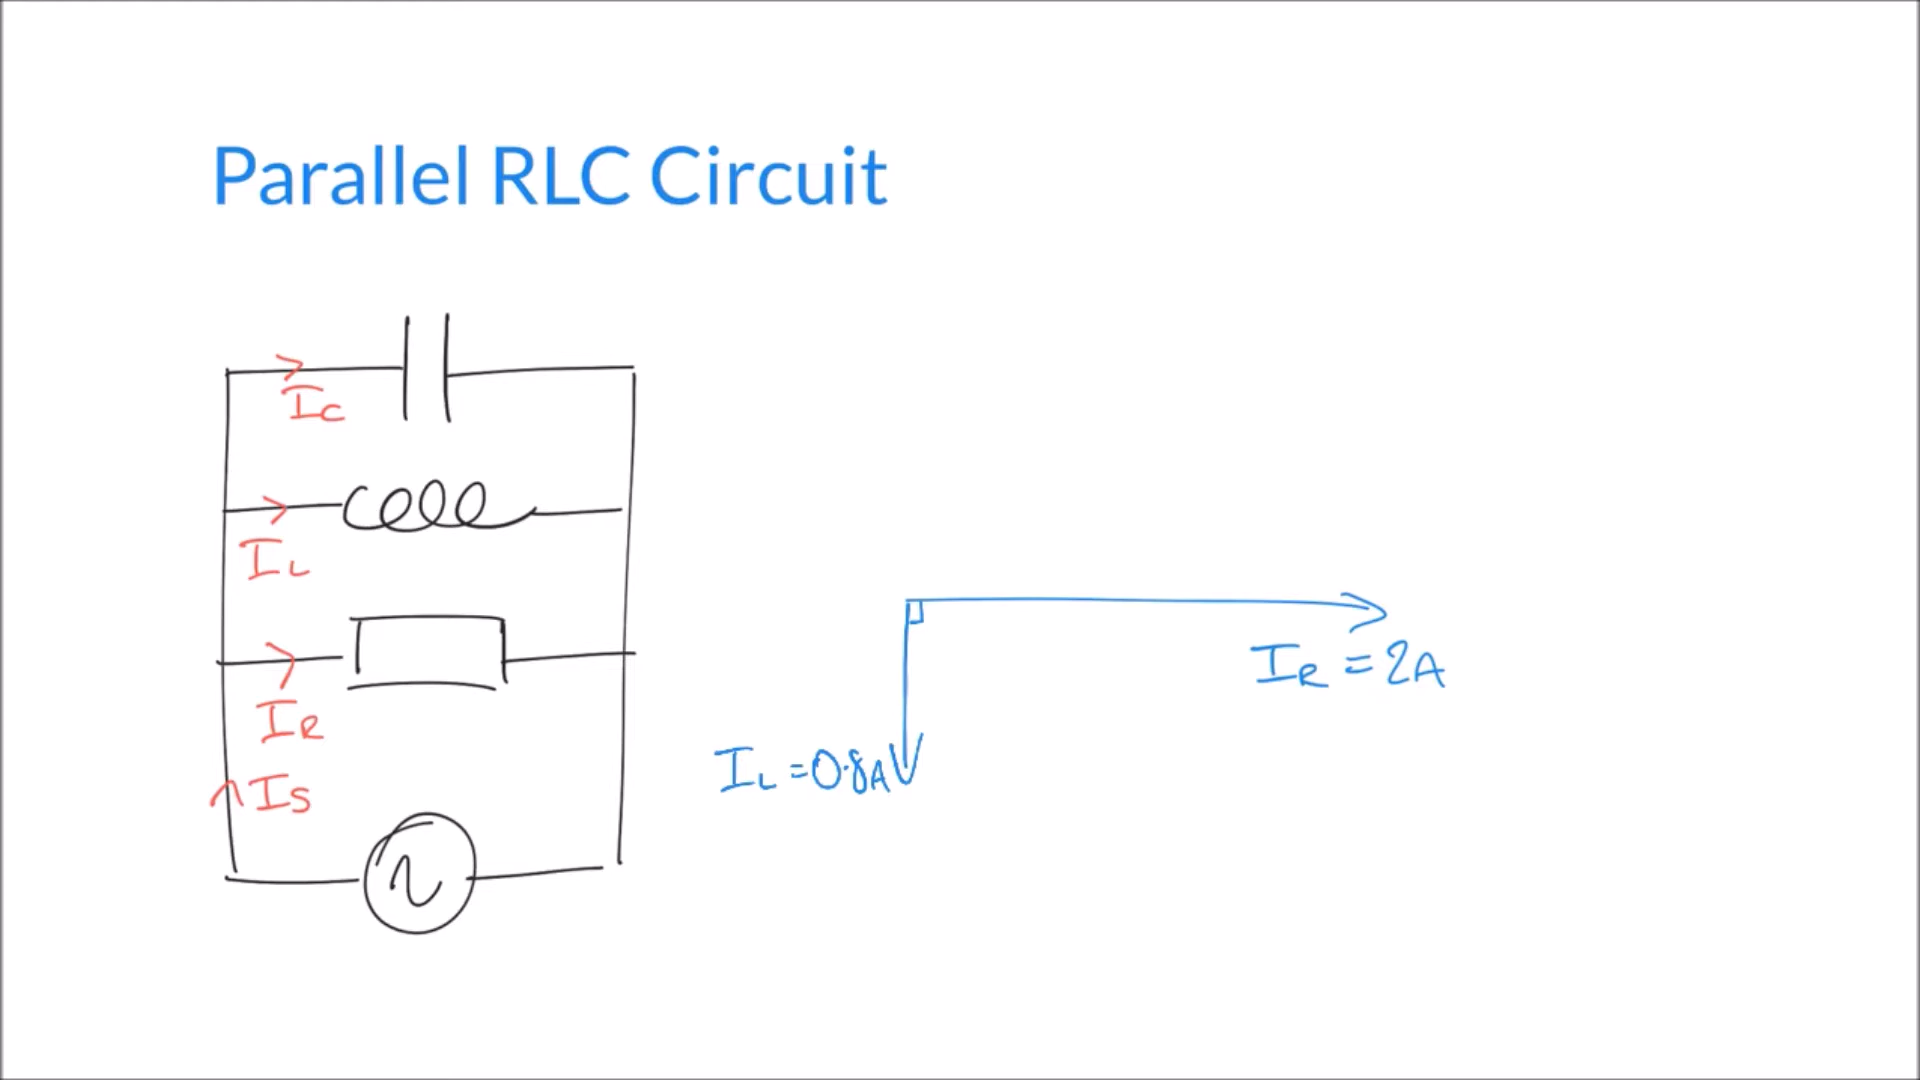 Parallel RLC Circuit
Ic
IL
IR
Is
IR = 2A
IL = 0.8A